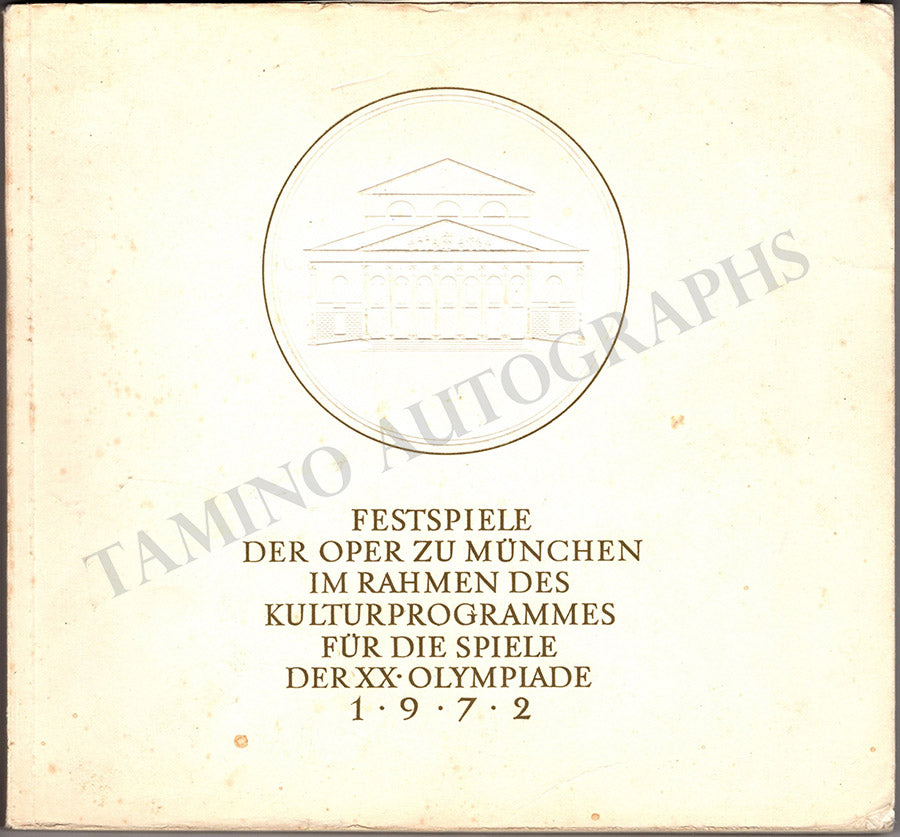 TAMINO AUTOGRAPHS
FESTSPIELE
DER OPER ZU MÜNCHEN
IM RAHMEN DES
KULTURPROGRAMMES
FÜR DIE SPIELE
DER XX· OLYMPIADE
1 · 9 · 7 · 2